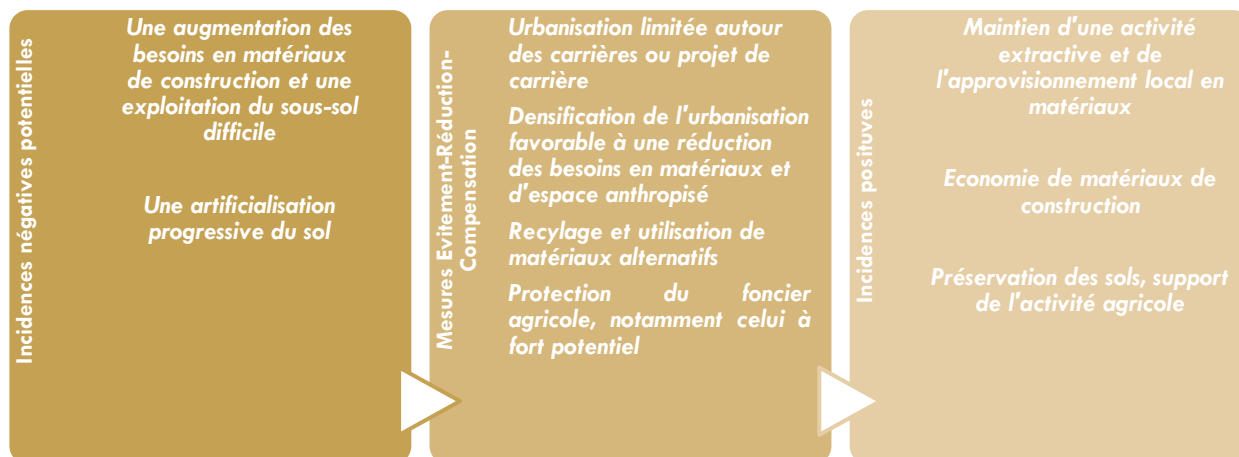 Incidences négatives potentielles
Une augmentation des
besoins en matériaux
de construction et une
exploitation du sous-sol
difficile
Une artificialisation
progressive du sol
Mesures Evitement-Réduction-
Compensation
Urbanisation limitée autour
des carrières ou projet de
carrière
Densification de l'urbanisation
favorable à une réduction
des besoins en matériaux et
d'espace anthropisé
Recylage et utilisation de
matériaux alternatifs
Protection du foncier
agricole, notamment celui à
fort potentiel
Incidences posituves
Maintien d'une activité
extractive et de
l'approvisionnement local en
matériaux
Economie de matériaux de
construction
Préservation des sols, support
de l'activité agricole